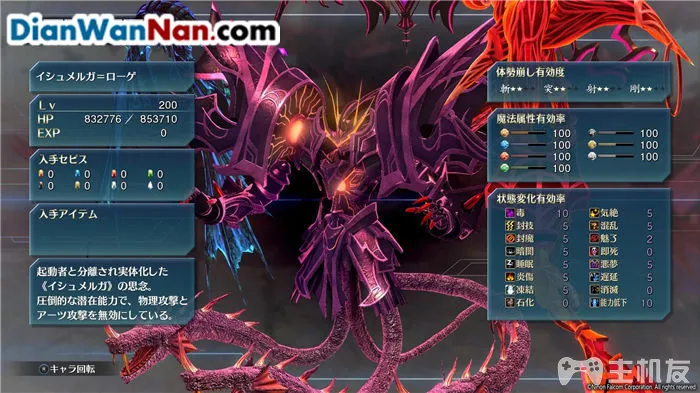 DianWanNan.com
イシュメルガ=ローゲ
Lv 200
HP 832776 / 853710
EXP 0
入手セピス
0 0 0 0
0 0 0 0
入手アイテム
起動者と分離され実体化した
《イシュメルガ》の思念。
圧倒的な潜在能力で、物理攻撃と
アーツ攻撃を無効にしている。
キャラ回転
体勢崩し有効度
斬★★ 突★★ 射★★ 剛★★
魔法属性有効率
100 100
100 100
100 100
100
状態変化有効率
毒 10 気絶 5
封技 5 混乱 5
封魔 5 魅了 2
暗闇 5 即死 0
睡眠 5 悪夢 5
炎傷 5 遅延 5
凍結 5 消滅 0
石化 0 能力低下 10
主机友
©Nihon Falcom Corporation. All rights reserved.